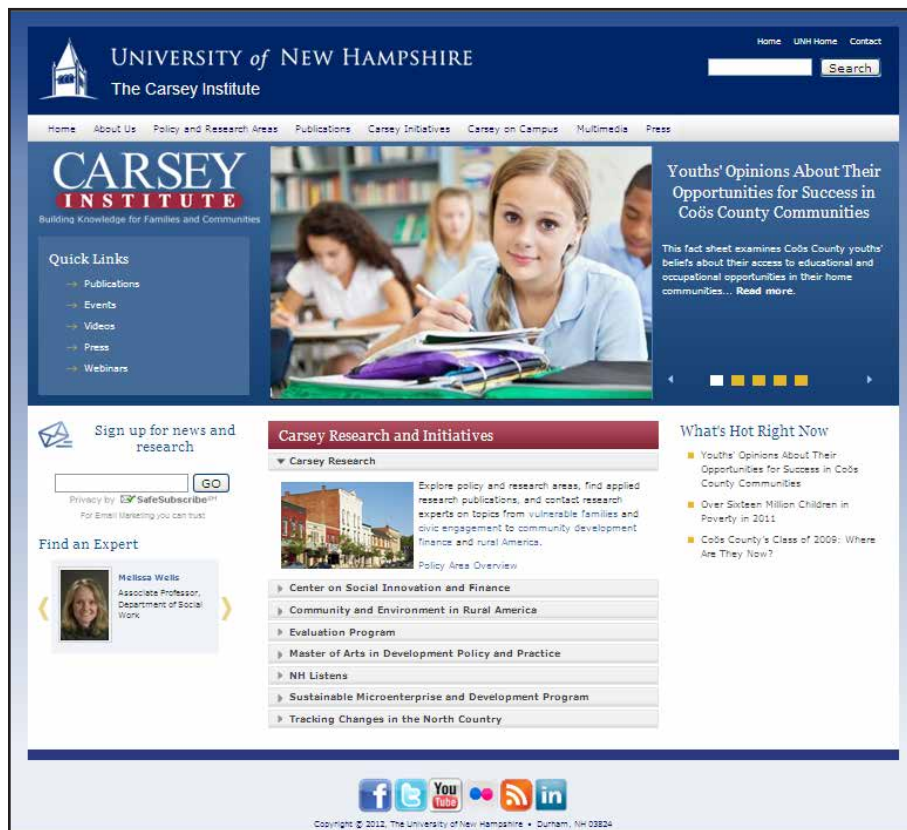 Home UNH Home Contact
UNIVERSITY of NEW HAMPSHIRE
The Carsey Institute
Search
Home About Us Policy and Research Areas Publications Carsey Initiatives Carsey on Campus Multimedia Press
CARSEY
INSTITUTE
Building Knowledge for Families and Communities
Quick Links
Publications
Events
Videos
Press
Webinars
Youths' Opinions About Their
Opportunities for Success in
Coös County Communities
This fact sheet examines Coös County youths'
beliefs about their access to educational and
occupational opportunities in their home
communities... Read more.
Sign up for news and
research
GO
Privacy by SafeSubscribe SM
For Email Marketing you can trust
Find an Expert
Melissa Wells
Associate Professor,
Department of Social
Work
Carsey Research and Initiatives
Carsey Research
Explore policy and research areas, find applied
research publications, and contact research
experts on topics from vulnerable families and
civic engagement to community development
finance and rural America.
Policy Area Overview
Center on Social Innovation and Finance
Community and Environment in Rural America
Evaluation Program
Master of Arts in Development Policy and Practice
NH Listens
Sustainable Microenterprise and Development Program
Tracking Changes in the North Country
What's Hot Right Now
Youths' Opinions About Their
Opportunities for Success in Coös
County Communities
Over Sixteen Million Children in
Poverty in 2011
Coös County's Class of 2009: Where
Are They Now?
You
Tube
Copyright © 2012, The University of New Hampshire • Durham, NH 03824